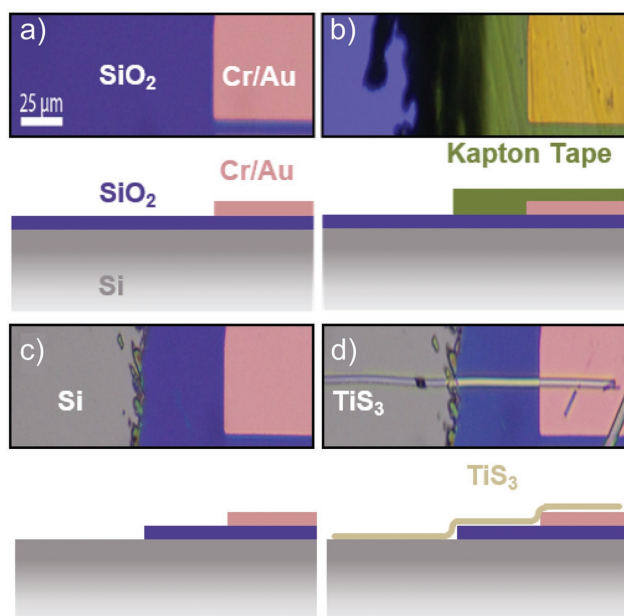 a)
SiO₂
Cr/Au
25 µm
b)
Kapton Tape
Cr/Au
SiO₂
Si
c)
Si
d)
TiS₃
TiS₃